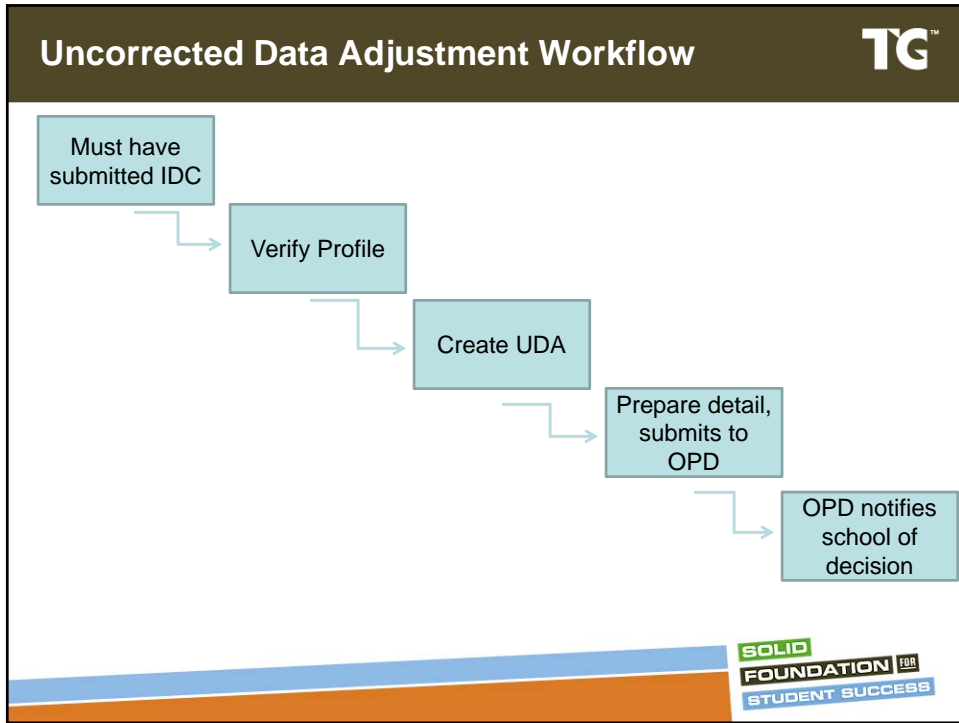 Uncorrected Data Adjustment Workflow
TG™
Must have
submitted IDC
Verify Profile
Create UDA
Prepare detail,
submits to
OPD
OPD notifies
school of
decision
SOLID
FOUNDATION FOR
STUDENT SUCCESS